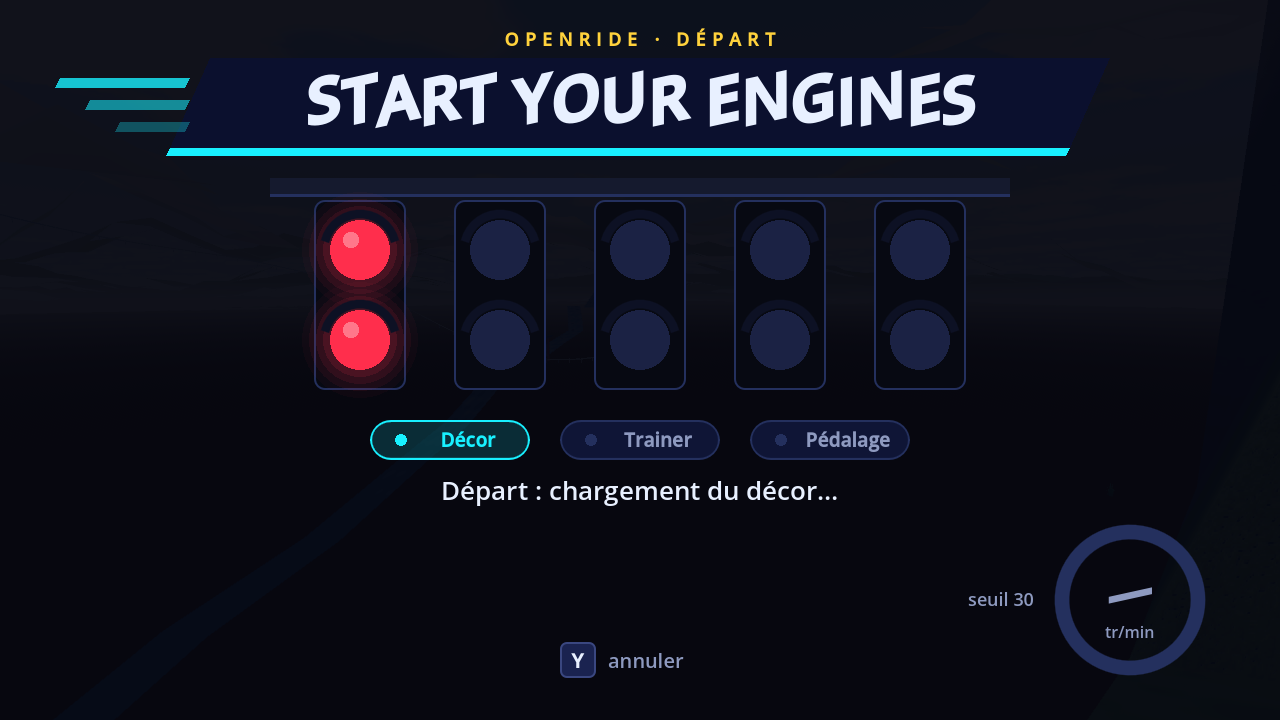 OPENRIDE · DÉPART
START YOUR ENGINES
Décor
Trainer
Pédalage
Départ : chargement du décor...
seuil 30
—
tr/min
Y annuler